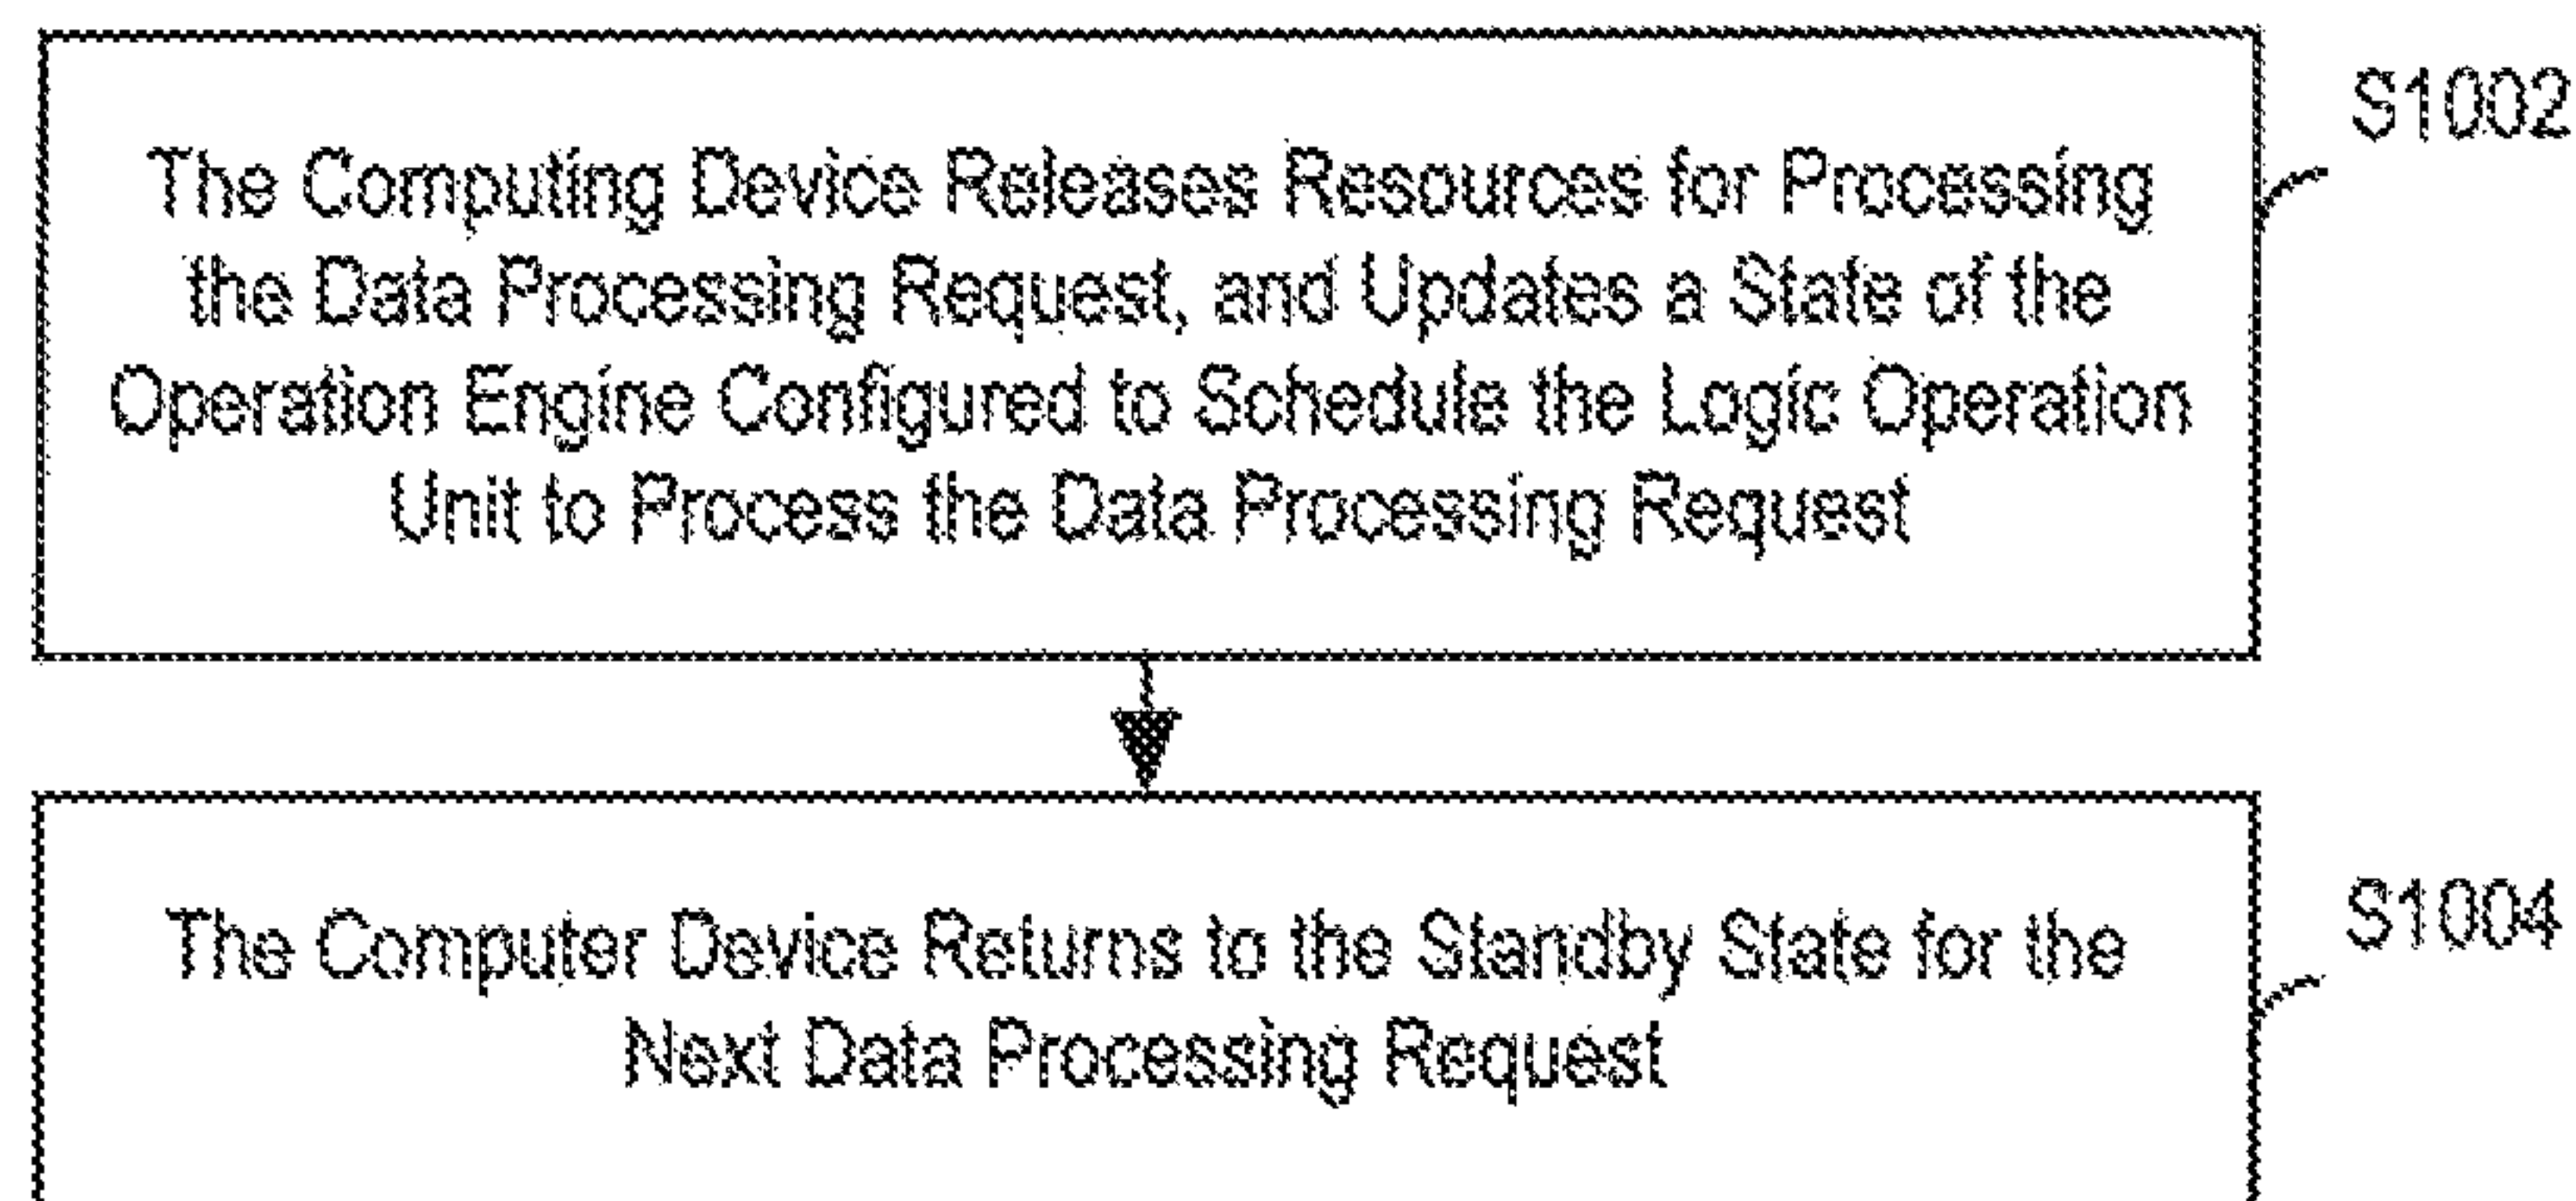 The Computing Device Releases Resources for Processing
the Data Processing Request, and Updates a State of the
Operation Engine Configured to Schedule the Logic Operation
Unit to Process the Data Processing Request
S1002
The Computer Device Returns to the Standby State for the
Next Data Processing Request
S1004